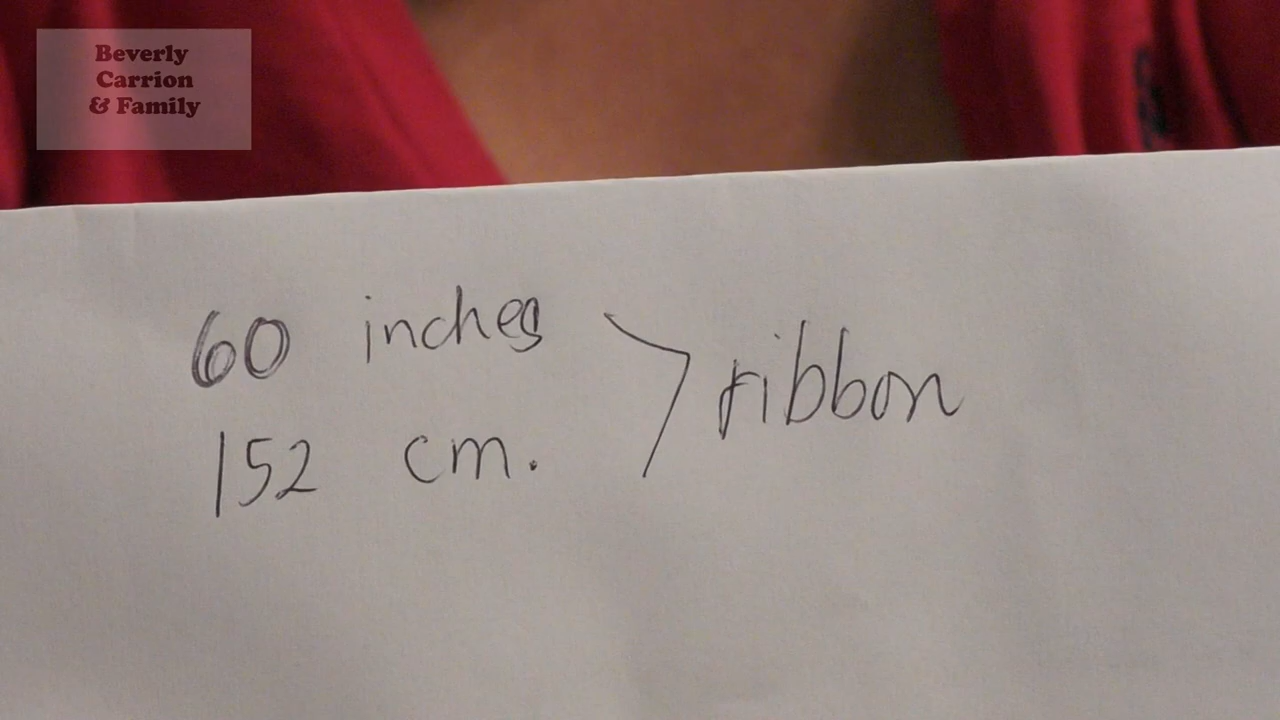 Beverly
Carrion
& Family
60 inches
152 cm.
ribbon